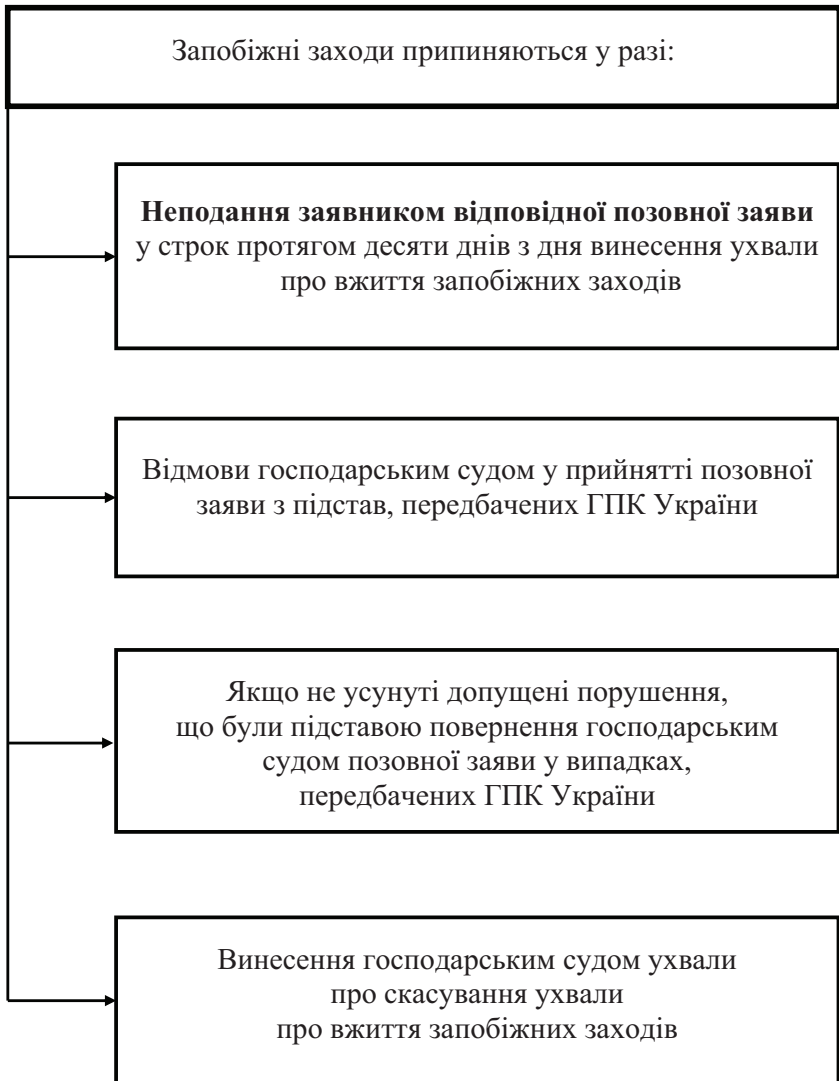 Запобіжні заходи припиняються у разі:
Неподання заявником відповідної позовної заяви
у строк протягом десяти днів з дня винесення ухвали
про вжиття запобіжних заходів
Відмови господарським судом у прийнятті позовної
заяви з підстав, передбачених ГПК України
Якщо не усунуті допущені порушення,
що були підставою повернення господарським
судом позовної заяви у випадках,
передбачених ГПК України
Винесення господарським судом ухвали
про скасування ухвали
про вжиття запобіжних заходів